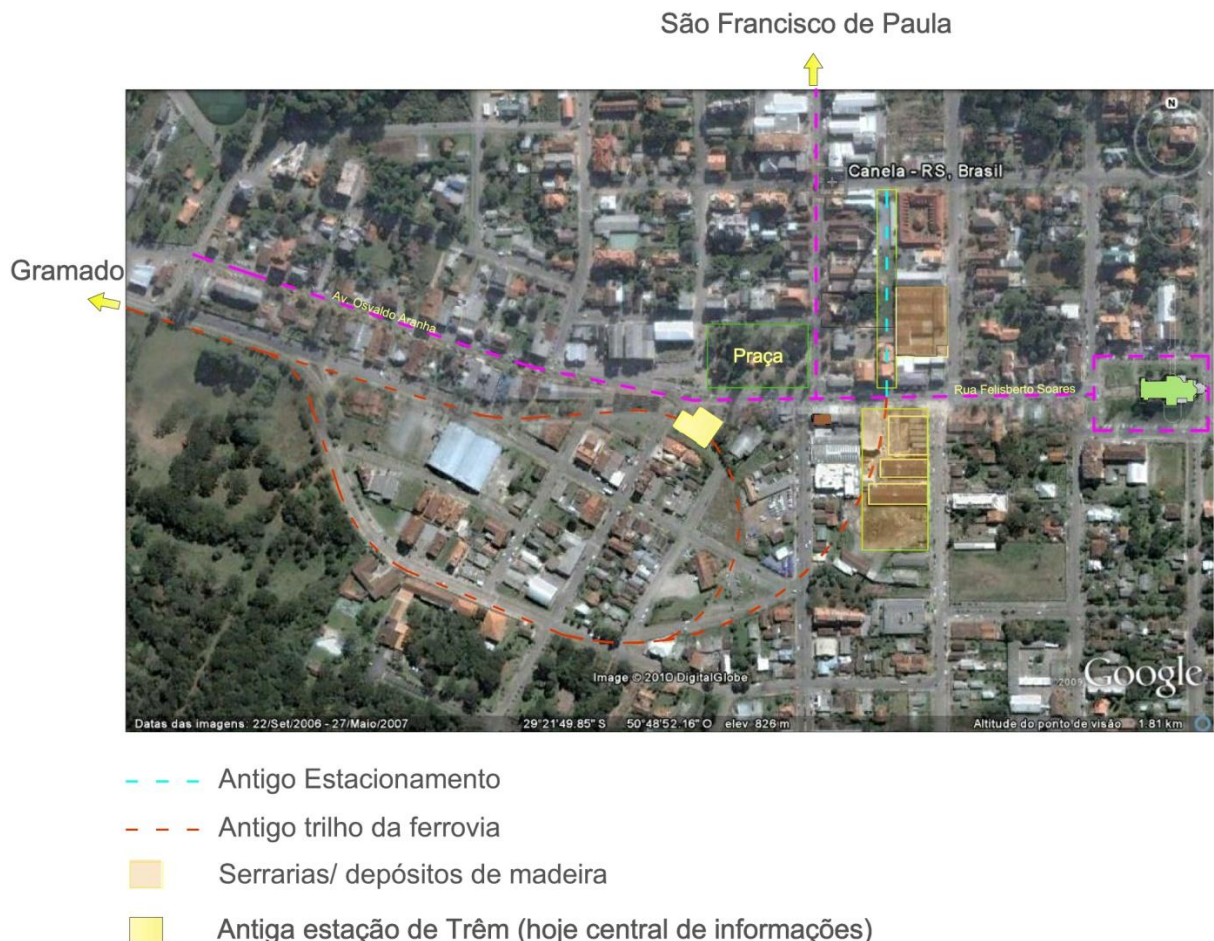 São Francisco de Paula
N
Canela - RS, Brasil
Gramado
Av. Osvaldo Aranha
Praça
Rua Felisberto Soares
Image © 2010 DigitalGlobe
2009 Google
Datas das imagens: 22/Set/2006 - 27/Maio/2007 29°21'49.85" S 50°48'52.16" O elev 826 m Altitude do ponto de visão 1.81 km
Antigo Estacionamento
Antigo trilho da ferrovia
Serrarias/ depósitos de madeira
Antiga estação de Trêm (hoje central de informações)